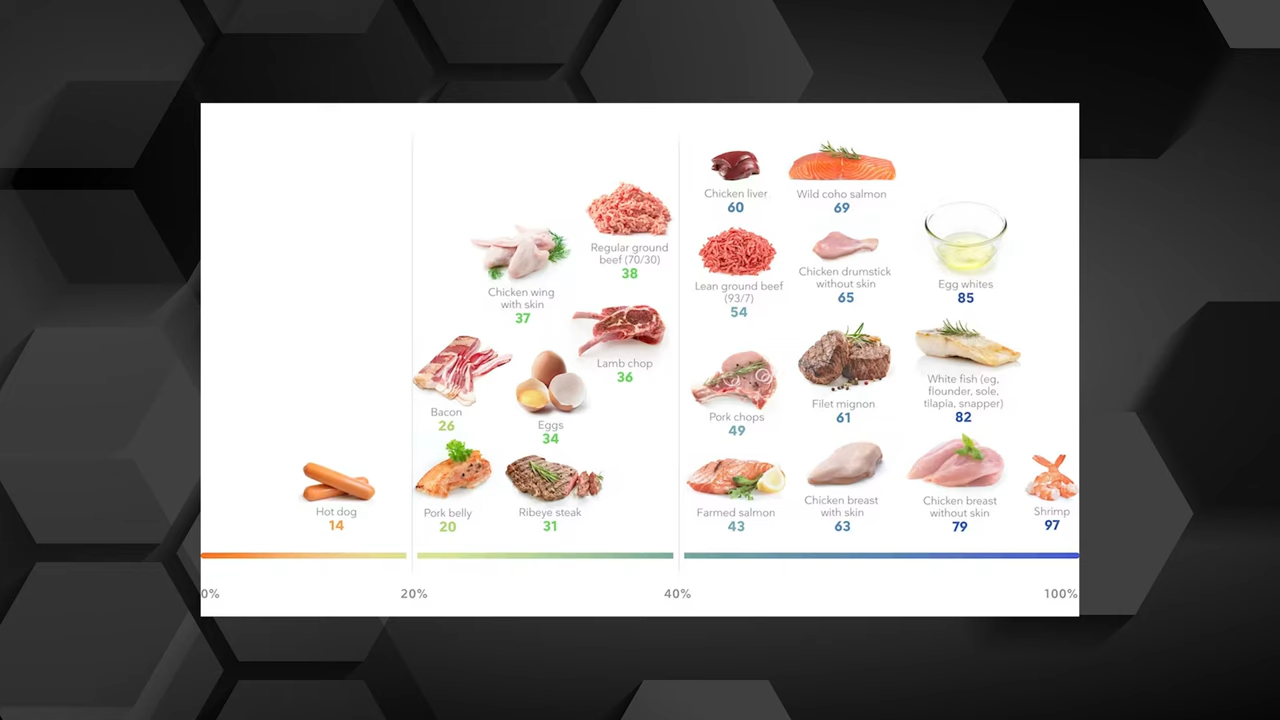 Chicken liver
60
Wild coho salmon
69
Regular ground
beef (70/30)
38
Chicken wing
with skin
37
Lean ground beef
(93/7)
54
Chicken drumstick
without skin
65
Egg whites
85
Lamb chop
36
Bacon
26
Eggs
34
Pork chops
49
Filet mignon
61
White fish (eg,
flounder, sole,
tilapia, snapper)
82
Hot dog
14
Pork belly
20
Ribeye steak
31
Farmed salmon
43
Chicken breast
with skin
63
Chicken breast
without skin
79
Shrimp
97
0%
20%
40%
100%